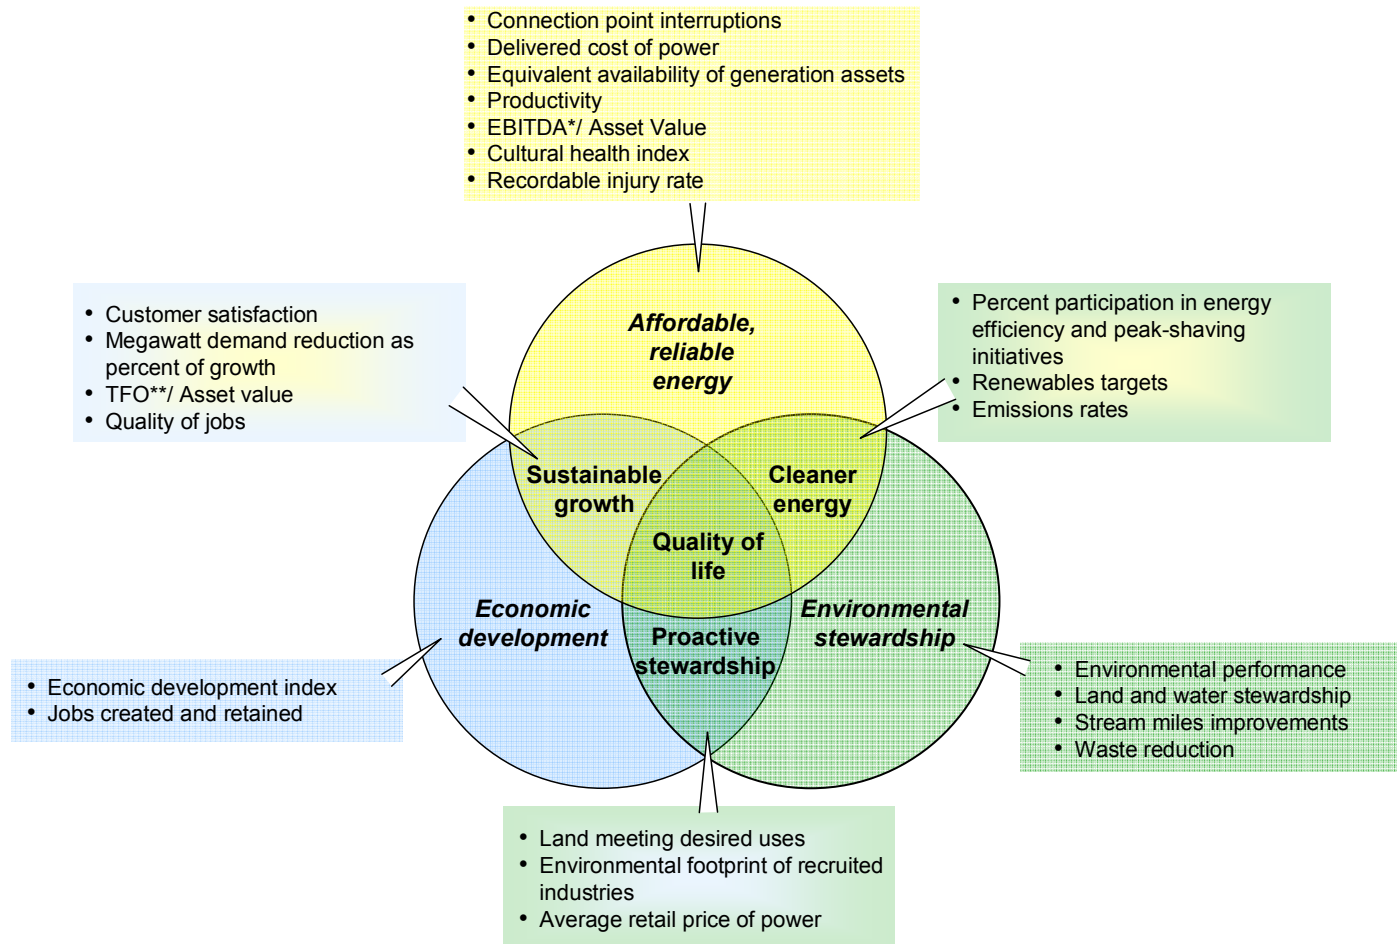 • Connection point interruptions
• Delivered cost of power
• Equivalent availability of generation assets
• Productivity
• EBITDA*/ Asset Value
• Cultural health index
• Recordable injury rate
• Customer satisfaction
• Megawatt demand reduction as
percent of growth
• TFO**/ Asset value
• Quality of jobs
• Percent participation in energy
efficiency and peak-shaving
initiatives
• Renewables targets
• Emissions rates
Affordable,
reliable
energy
Sustainable
growth
Cleaner
energy
Quality of
life
Economic
development
Proactive
stewardship
Environmental
stewardship
• Economic development index
• Jobs created and retained
• Environmental performance
• Land and water stewardship
• Stream miles improvements
• Waste reduction
• Land meeting desired uses
• Environmental footprint of recruited
industries
• Average retail price of power